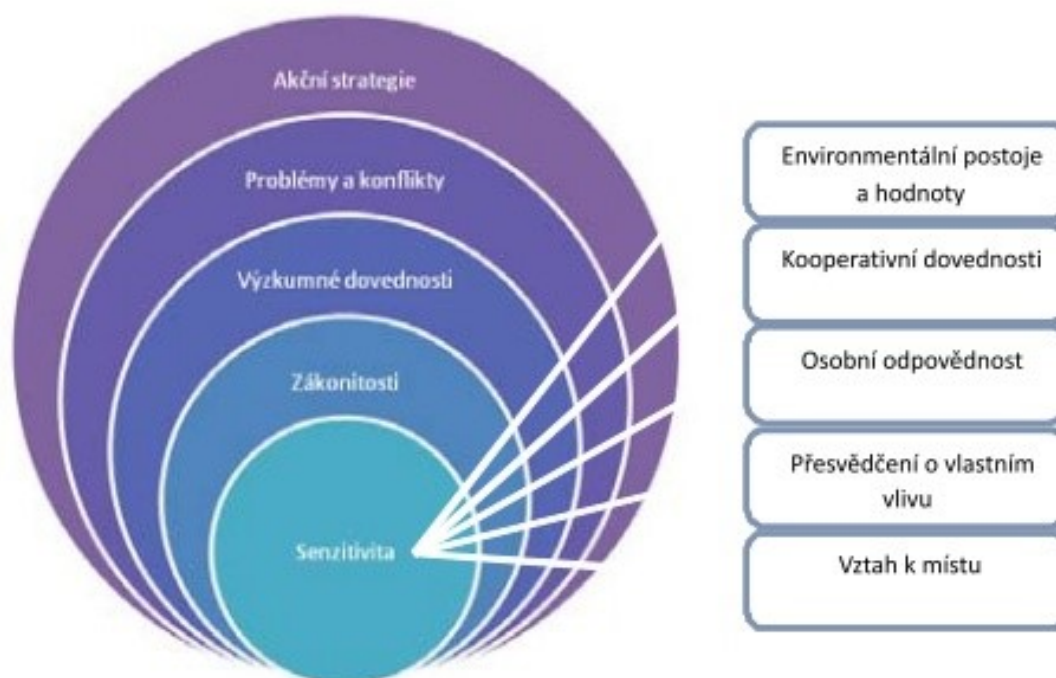 Akční strategie
Problémy a konflikty
Výzkumné dovednosti
Zákonitosti
Senzitivita
Environmentální postoje
a hodnoty
Kooperativní dovednosti
Osobní odpovědnost
Přesvědčení o vlastním
vlivu
Vztah k místu